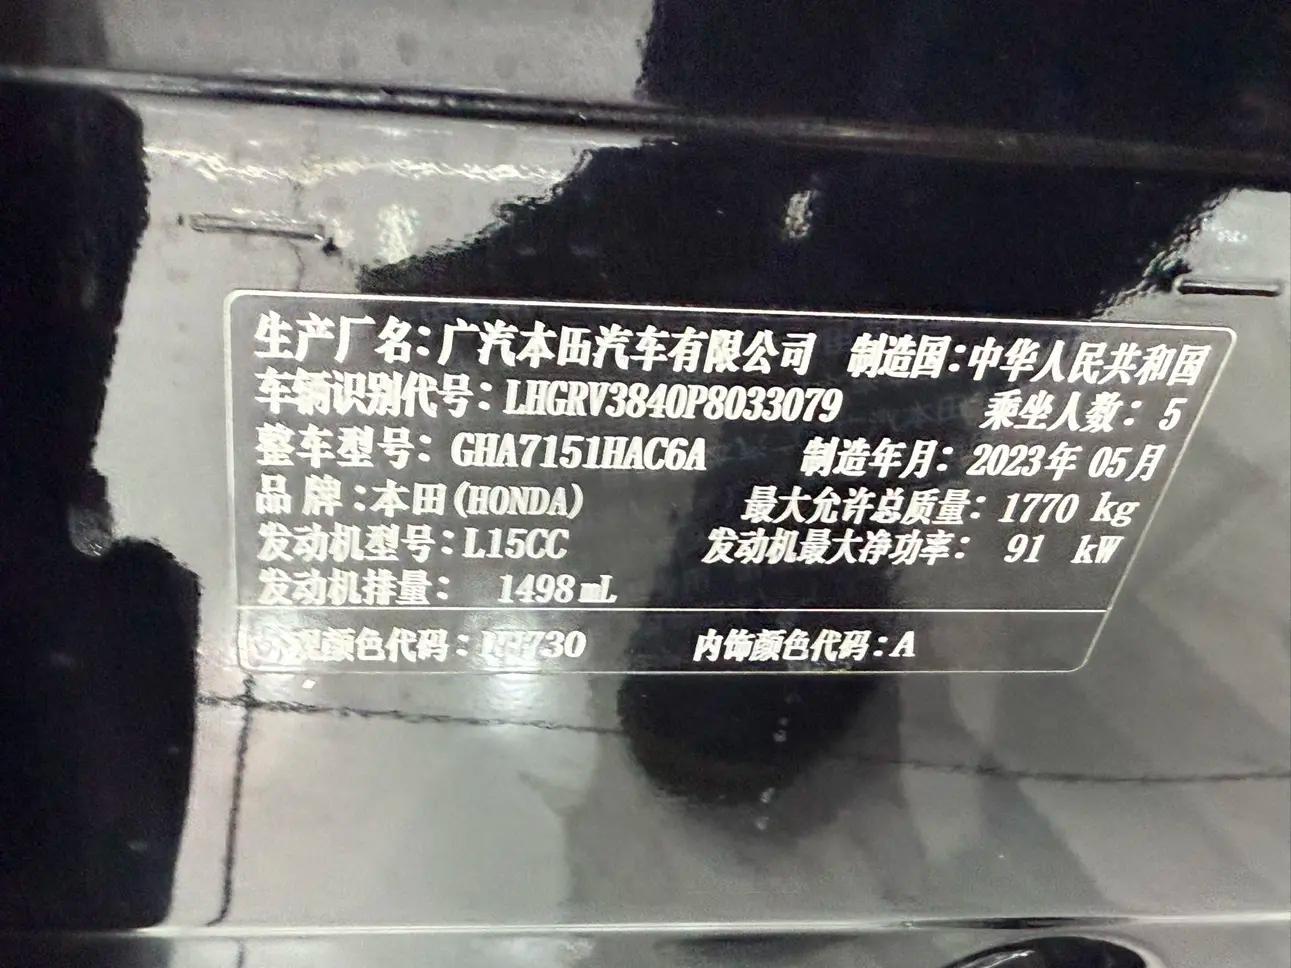 生产厂名：广汽本田汽车有限公司 制造国：中华人民共和国
车辆识别代号：LHGRV3840P8033079 乘坐人数：5
整车型号：GHA7151HAC6A 制造年月：2023年05月
品牌：本田(HONDA) 最大允许总质量：1770 kg
发动机型号：L15CC 发动机最大净功率：91 kW
发动机排量：1498mL
颜色代码： 内饰颜色代码：A